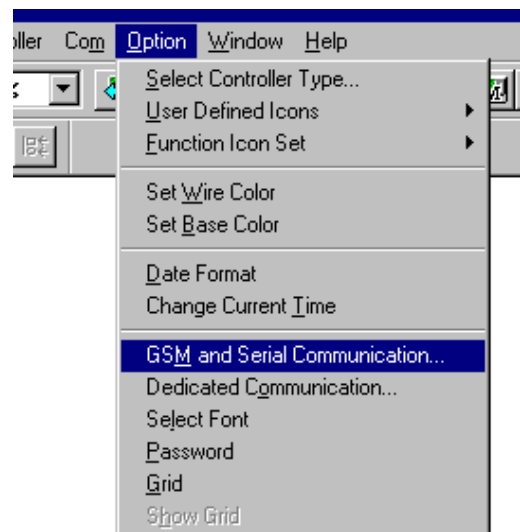 oller Com Option Window Help
Select Controller Type...
User Defined Icons
Function Icon Set
Set Wire Color
Set Base Color
Date Format
Change Current Time
GSM and Serial Communication...
Dedicated Communication...
Select Font
Password
Grid
Show Grid